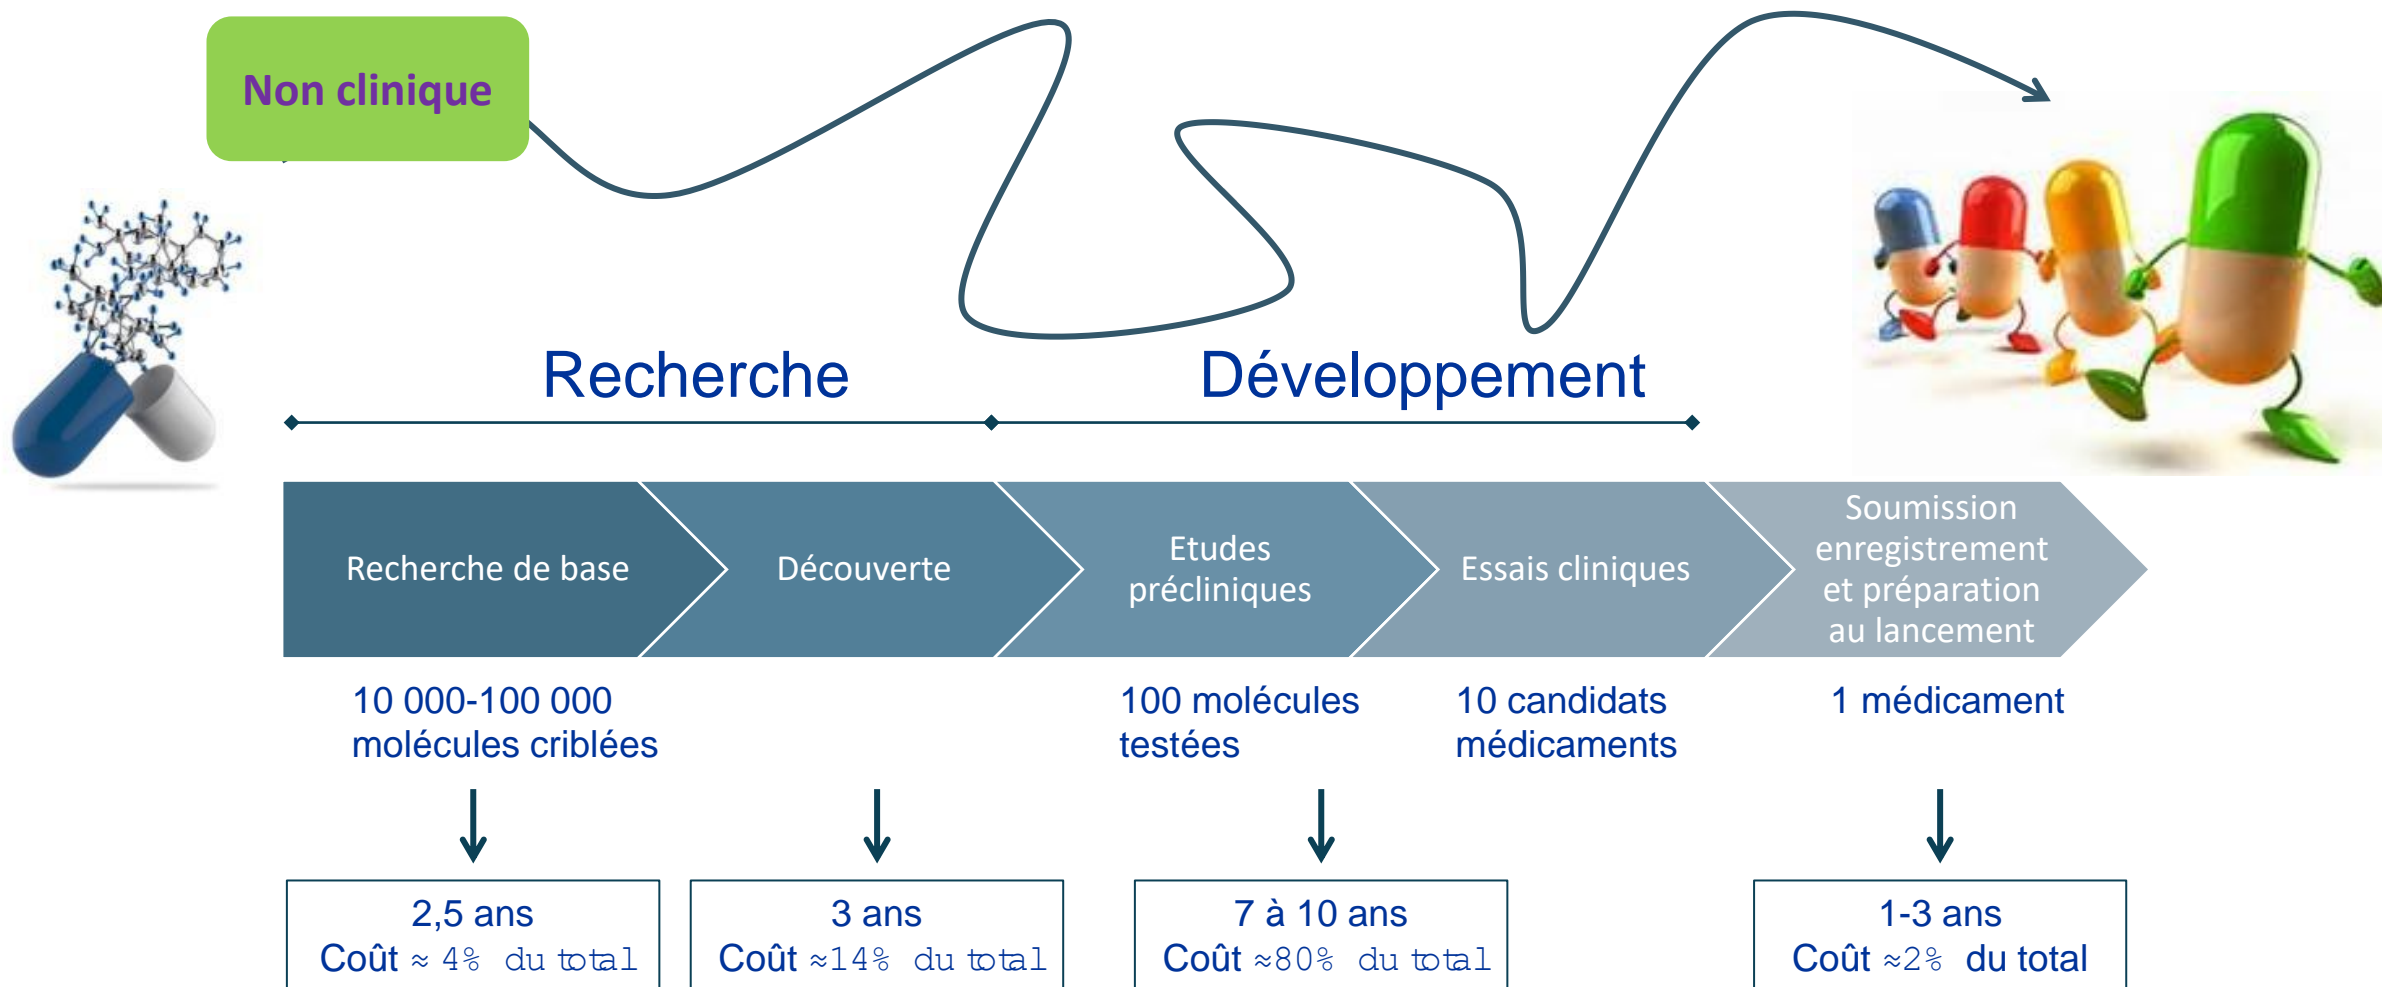 Non clinique
Recherche
Développement
Recherche de base
Découverte
Etudes
précliniques
Essais cliniques
Soumission
enregistrement
et préparation
au lancement
10 000-100 000
molécules criblées
100 molécules
testées
10 candidats
médicaments
1 médicament
2,5 ans
Coût ≈ 4% du total
3 ans
Coût ≈14% du total
7 à 10 ans
Coût ≈80% du total
1-3 ans
Coût ≈2% du total